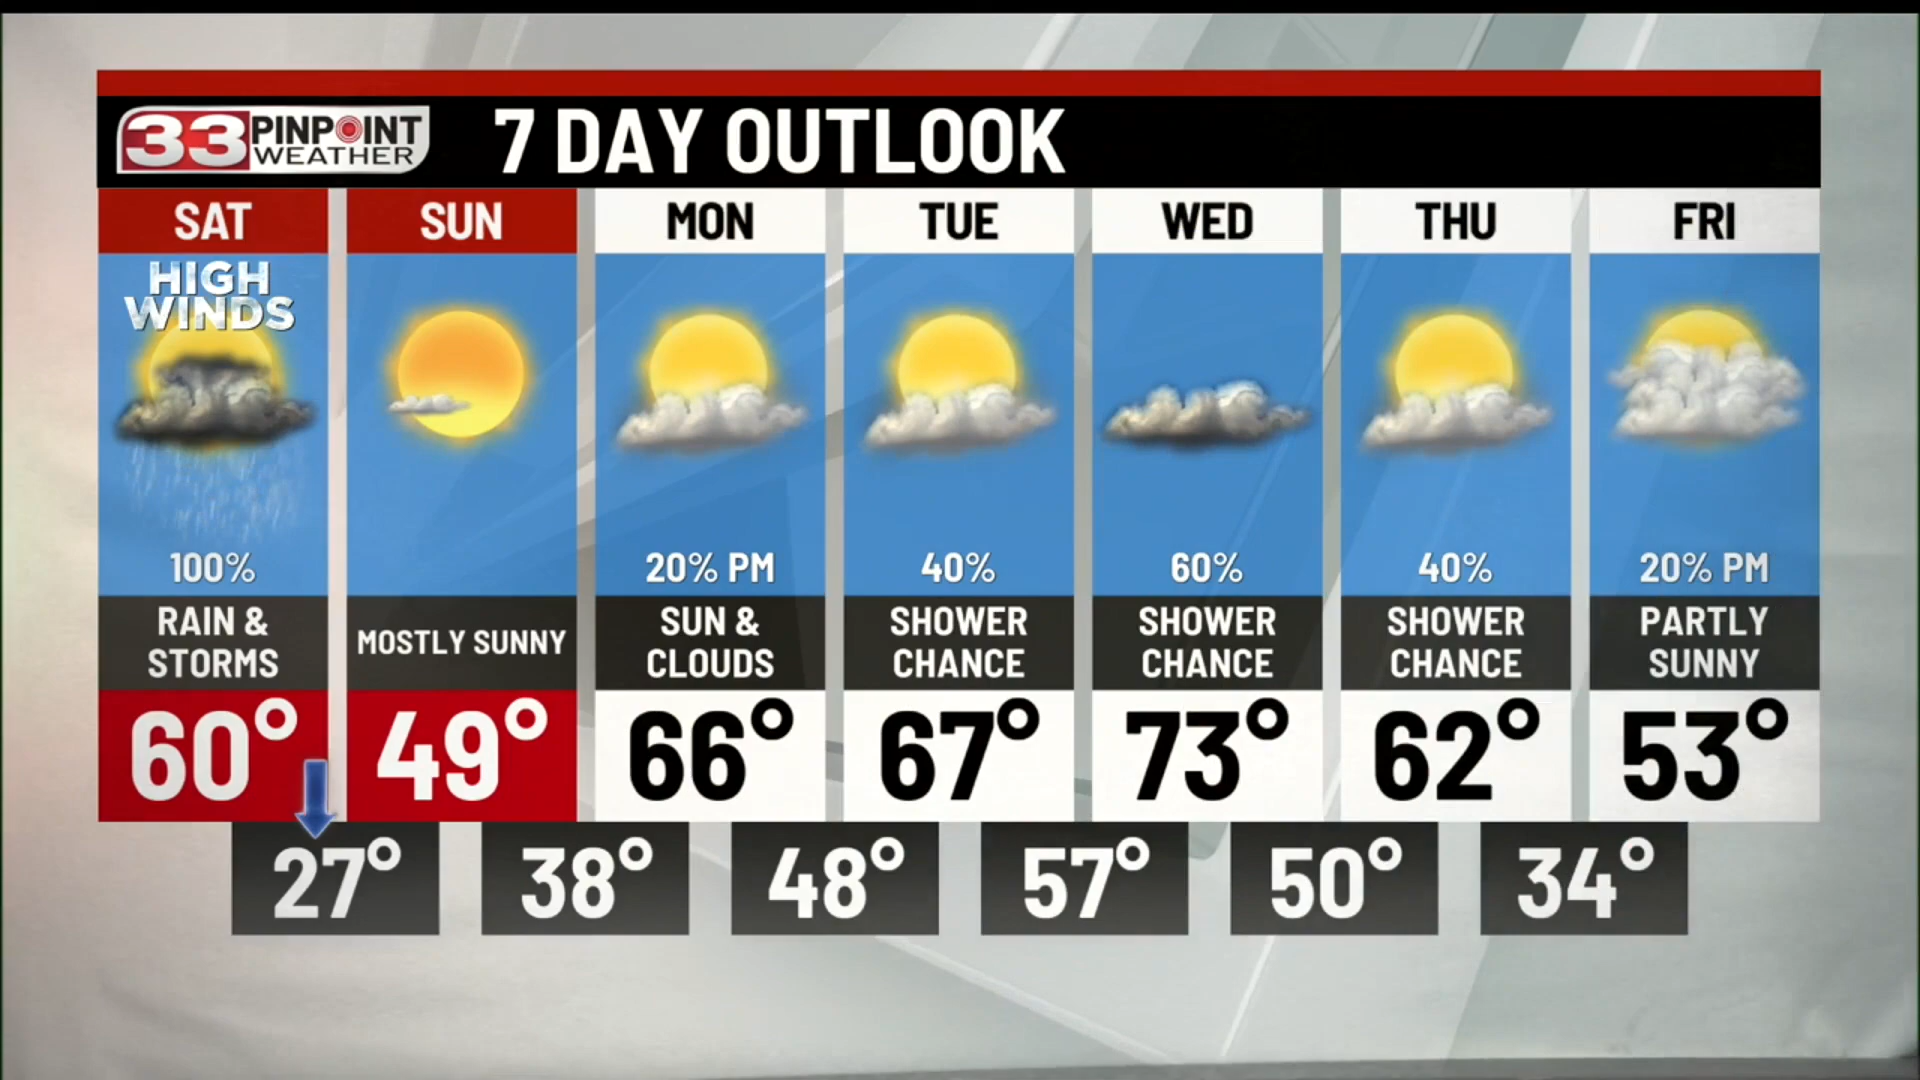 33 PINPOINT WEATHER
7 DAY OUTLOOK
SAT
SUN
MON
TUE
WED
THU
FRI
HIGH
WINDS
100%
20% PM
40%
60%
40%
20% PM
RAIN &
STORMS
MOSTLY SUNNY
SUN &
CLOUDS
SHOWER
CHANCE
SHOWER
CHANCE
SHOWER
CHANCE
PARTLY
SUNNY
60°
49°
66°
67°
73°
62°
53°
27°
38°
48°
57°
50°
34°